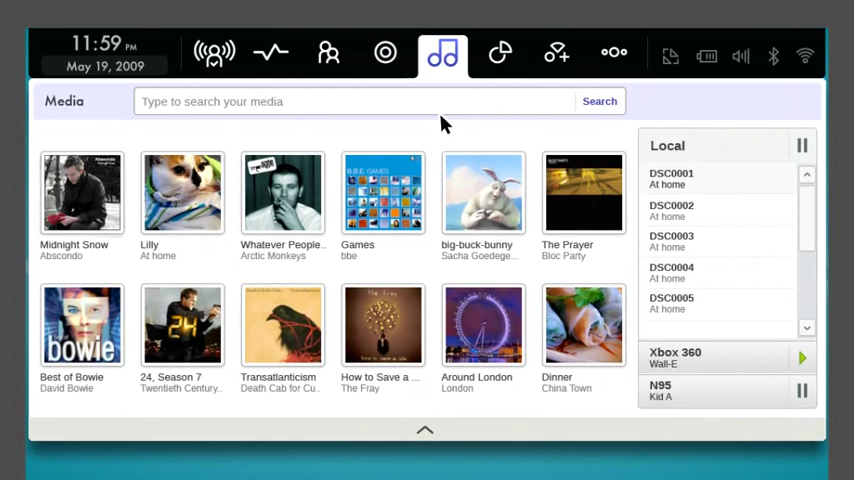 11:59 PM
May 19, 2009
Media
Type to search your media
Search
Midnight Snow
Abscondo
Lilly
At home
Whatever People..
Arctic Monkeys
B.B.E. GAMES
Games
bbe
big-buck-bunny
Sacha Goedege...
The Prayer
Bloc Party
bowie
Best of Bowie
David Bowie
24
24, Season 7
Twentieth Century..
Transatlanticism
Death Cab for Cu..
The Fray
How to Save a ...
The Fray
Around London
London
Dinner
China Town
Local
DSC0001
At home
DSC0002
At home
DSC0003
At home
DSC0004
At home
DSC0005
At home
Xbox 360
Wall-E
N95
Kid A